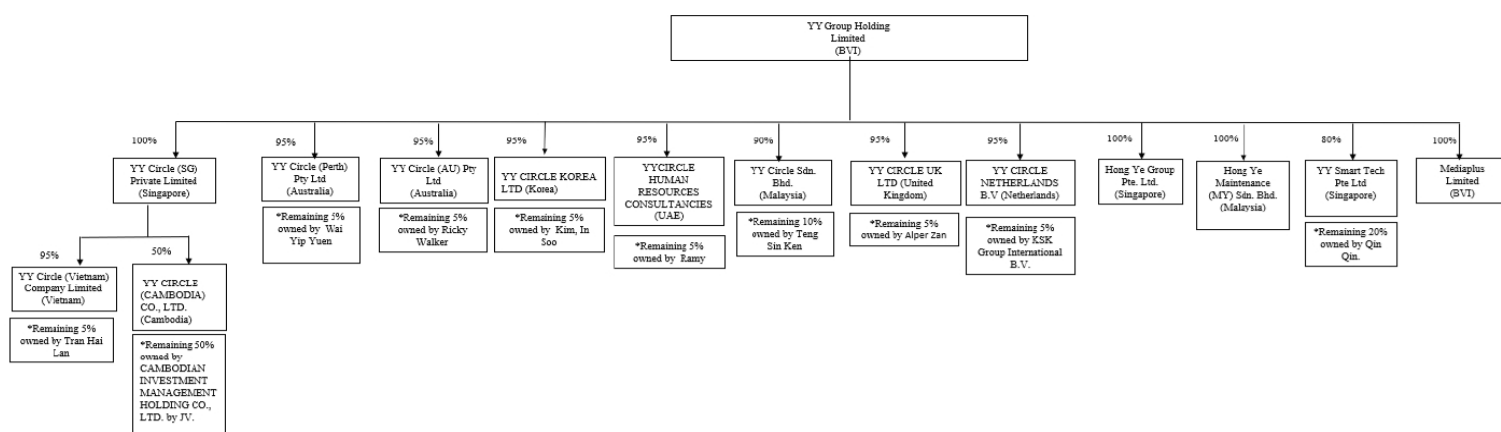 YY Group Holding
Limited
(BVI)
100%
95%
95%
95%
95%
90%
95%
95%
100%
100%
80%
100%
YY Circle (SG)
Private Limited
(Singapore)
YY Circle (Perth)
Pty Ltd
(Australia)
YY Circle (AU) Pty
Ltd
(Australia)
YY CIRCLE KOREA
LTD (Korea)
YYCIRCLE
HUMAN
RESOURCES
CONSULTANCIES
(UAE)
YY Circle Sdn.
Bhd.
(Malaysia)
YY CIRCLE UK
LTD (United
Kingdom)
YY CIRCLE
NETHERLANDS
B.V (Netherlands)
Hong Ye Group
Pte. Ltd.
(Singapore)
Hong Ye
Maintenance
(MY) Sdn. Bhd.
(Malaysia)
YY Smart Tech
Pte Ltd
(Singapore)
Mediaplus
Limited
(BVI)
*Remaining 5%
owned by Wai
Yip Yuen
*Remaining 5%
owned by Ricky
Walker
*Remaining 5%
owned by Kim, In
Soo
*Remaining 5%
owned by Ramy
*Remaining 10%
owned by Teng
Sin Ken
*Remaining 5%
owned by Alper Zan
*Remaining 5%
owned by KSK
Group International
B.V.
*Remaining 20%
owned by Qin
Qin.
95%
50%
YY Circle (Vietnam)
Company Limited
(Vietnam)
YY CIRCLE
(CAMBODIA)
CO., LTD.
(Cambodia)
*Remaining 5%
owned by Tran Hai
Lan
*Remaining 50%
owned by
CAMBODIAN
INVESTMENT
MANAGEMENT
HOLDING CO.,
LTD. by JV.